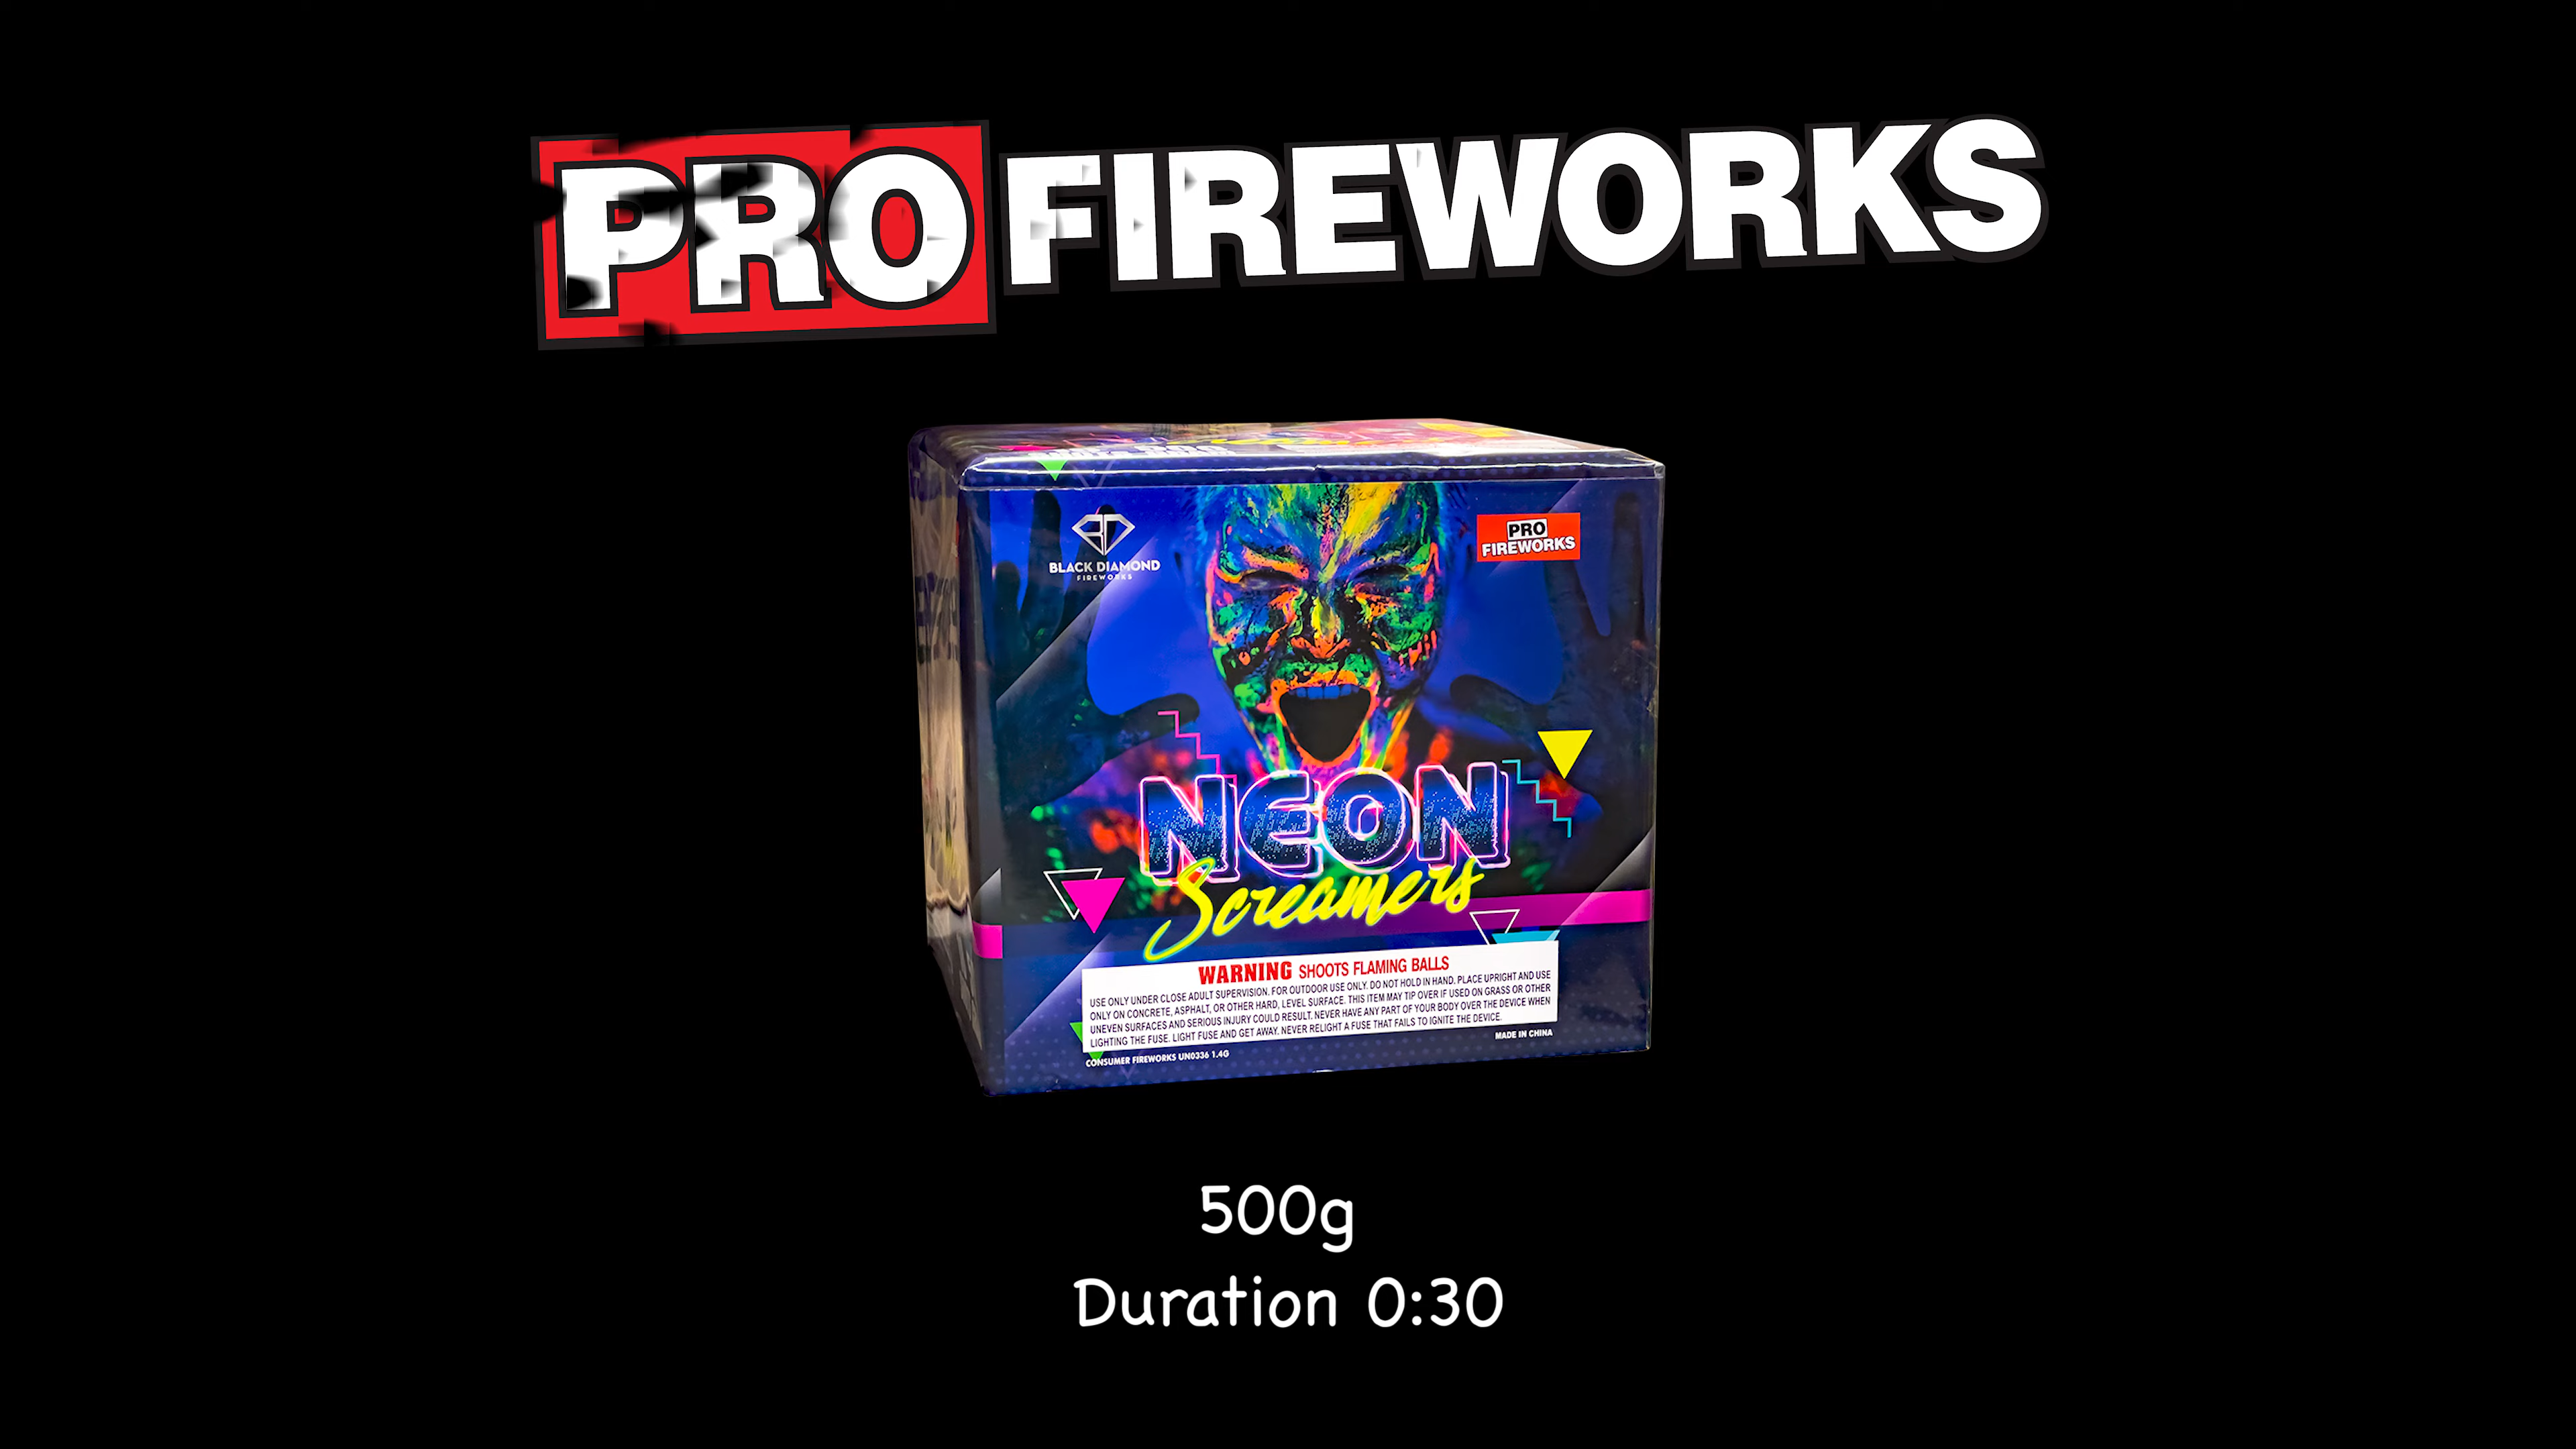 PRO FIREWORKS
BLACK DIAMOND
FIREWORKS
PRO
FIREWORKS
NEON
Screamers
WARNING SHOOTS FLAMING BALLS
USE ONLY UNDER CLOSE ADULT SUPERVISION. FOR OUTDOOR USE ONLY. DO NOT HOLD IN HAND. PLACE UPRIGHT AND USE
ONLY ON CONCRETE, ASPHALT, OR OTHER HARD, LEVEL SURFACE. THIS ITEM MAY TIP OVER IF USED ON GRASS OR OTHER
UNEVEN SURFACES AND SERIOUS INJURY COULD RESULT. NEVER HAVE ANY PART OF YOUR BODY OVER THE DEVICE WHEN
LIGHTING THE FUSE. LIGHT FUSE AND GET AWAY. NEVER RELIGHT A FUSE THAT FAILS TO IGNITE THE DEVICE.
MADE IN CHINA
CONSUMER FIREWORKS UN0336 1.4G
500g
Duration 0:30